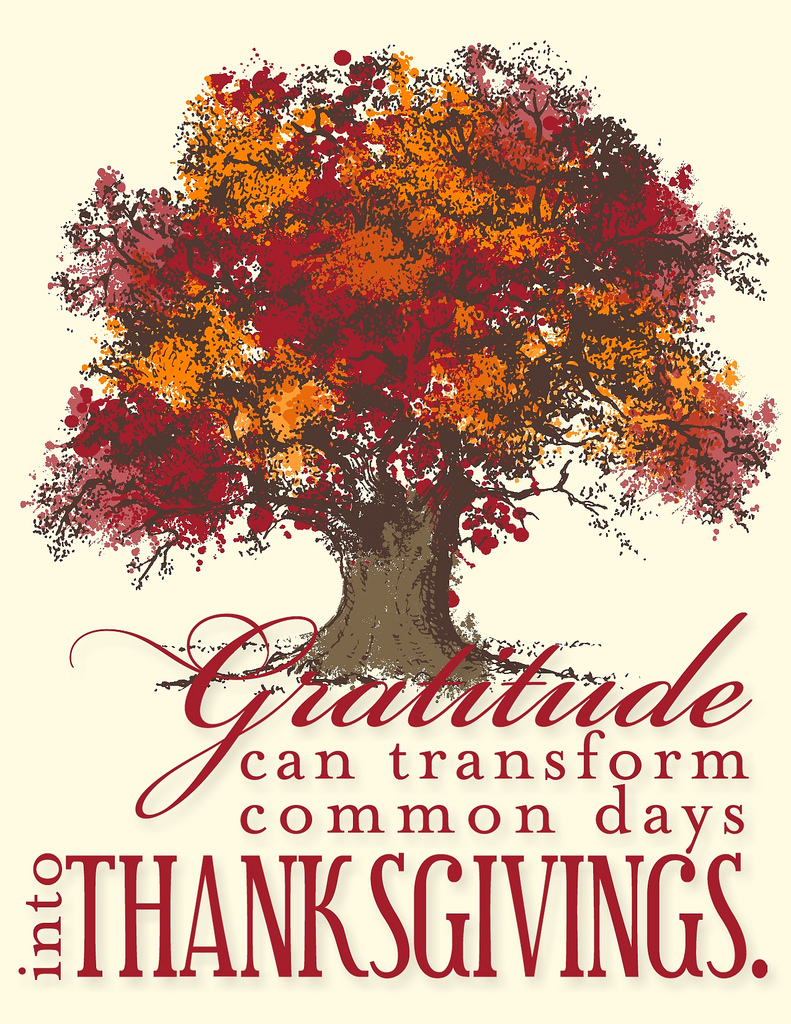 Gratitude
can transform
common days
into
THANKSGIVINGS.